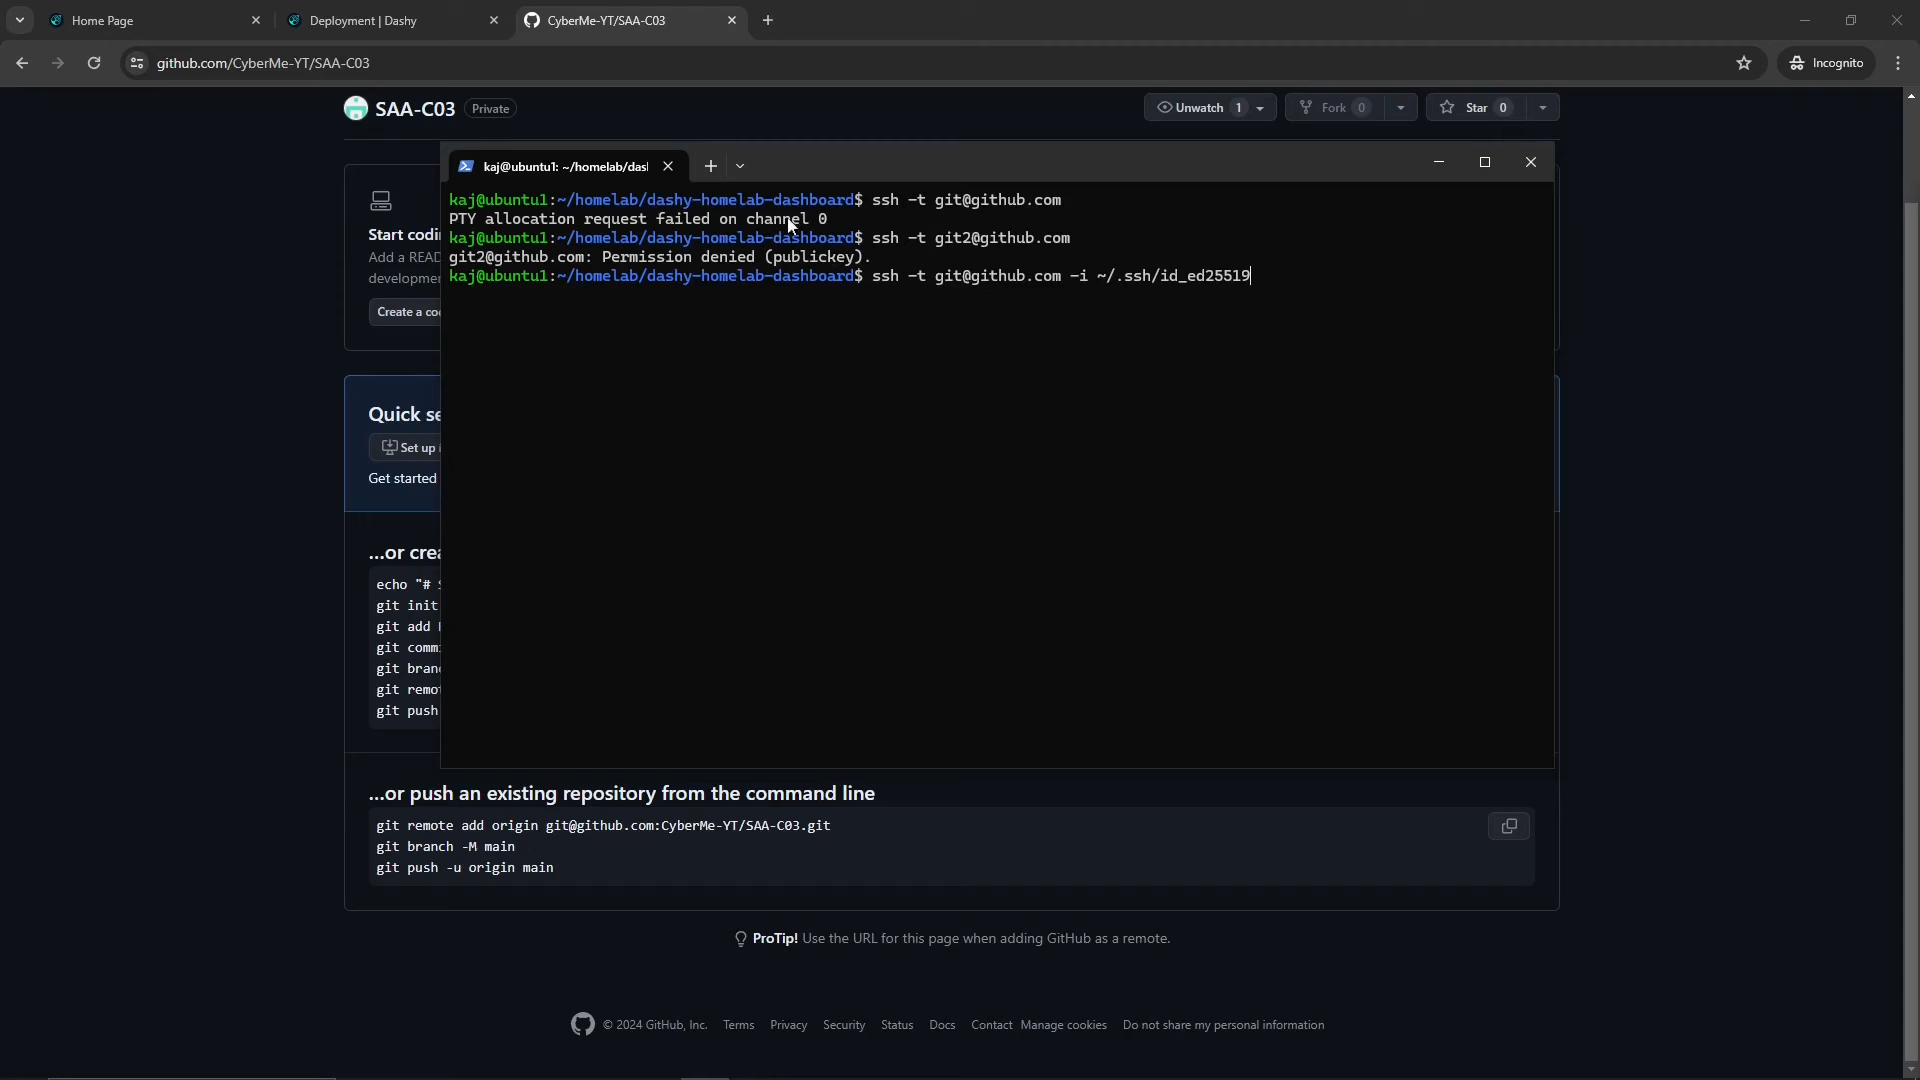 Home Page
Deployment | Dashy
CyberMe-YT/SAA-C03
github.com/CyberMe-YT/SAA-C03
Incognito
SAA-C03 Private
Unwatch 1
Fork 0
Star 0
kaj@ubuntu1: ~/homelab/das
kaj@ubuntu1:~/homelab/dashy-homelab-dashboard$ ssh -t git@github.com
PTY allocation request failed on channel 0
kaj@ubuntu1:~/homelab/dashy-homelab-dashboard$ ssh -t git2@github.com
git2@github.com: Permission denied (publickey).
kaj@ubuntu1:~/homelab/dashy-homelab-dashboard$ ssh -t git@github.com -i ~/.ssh/id_ed25519
Start codi
Add a READ
developme
Create a co
Quick se
Set up
Get started
...or crea
echo "#
git init
git add
git comm
git bran
git remo
git push
...or push an existing repository from the command line
git remote add origin git@github.com:CyberMe-YT/SAA-C03.git
git branch -M main
git push -u origin main
ProTip! Use the URL for this page when adding GitHub as a remote.
© 2024 GitHub, Inc. Terms Privacy Security Status Docs Contact Manage cookies Do not share my personal information